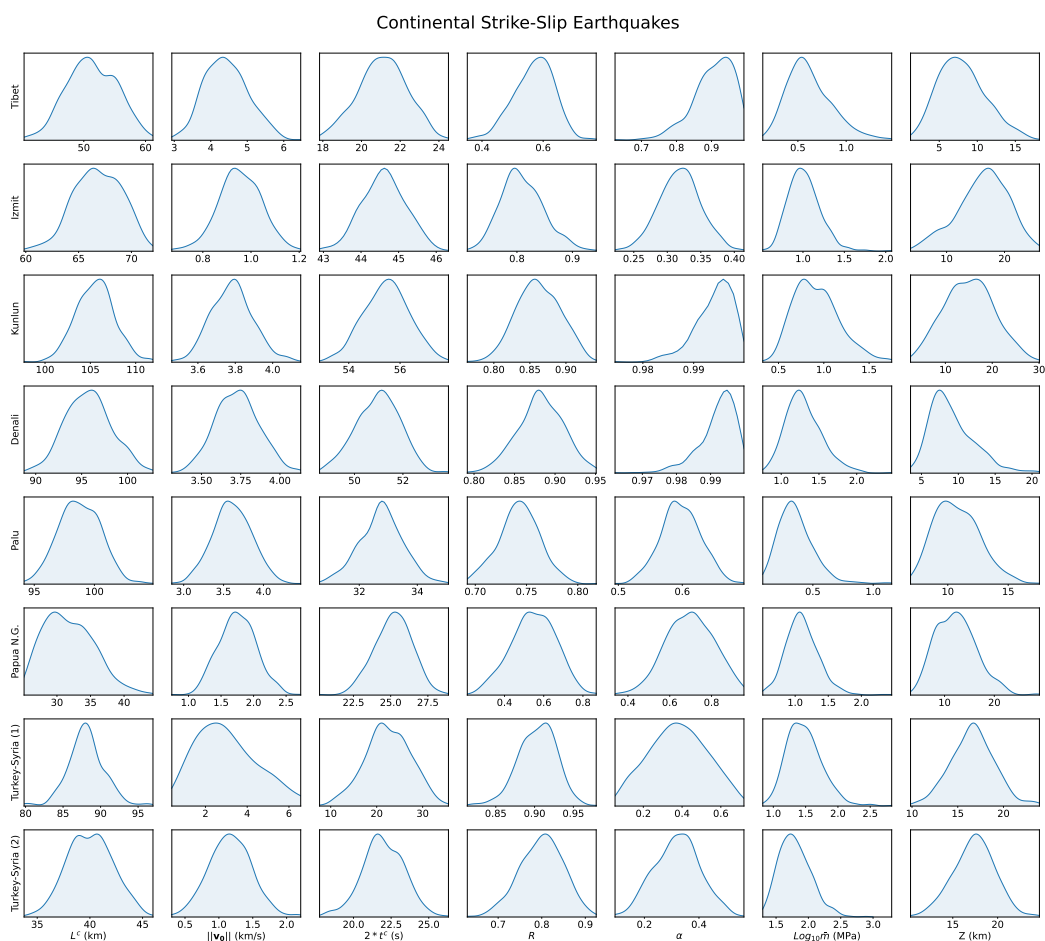 Continental Strike-Slip Earthquakes
Tibet
50 60
3 4 5 6
18 20 22 24
0.4 0.6
0.7 0.8 0.9
0.5 1.0
5 10 15
Izmit
60 65 70
0.8 1.0 1.2
43 44 45 46
0.8 0.9
0.25 0.30 0.35 0.40
1.0 1.5 2.0
10 20
Kunlun
100 105 110
3.6 3.8 4.0
54 56
0.80 0.85 0.90
0.98 0.99
0.5 1.0 1.5
10 20 30
Denali
90 95 100
3.50 3.75 4.00
50 52
0.80 0.85 0.90 0.95
0.97 0.98 0.99
1.0 1.5 2.0
5 10 15 20
Palu
95 100
3.0 3.5 4.0
32 34
0.70 0.75 0.80
0.5 0.6
0.5 1.0
10 15
Papua N.G.
30 35 40
1.0 1.5 2.0 2.5
22.5 25.0 27.5
0.4 0.6 0.8
0.4 0.6 0.8
1.0 1.5 2.0
10 20
Turkey-Syria (1)
80 85 90 95
2 4 6
10 20 30
0.85 0.90 0.95
0.2 0.4 0.6
1.0 1.5 2.0 2.5
10 15 20
Turkey-Syria (2)
35 40 45
0.5 1.0 1.5 2.0
20.0 22.5 25.0
0.7 0.8 0.9
0.2 0.4
1.5 2.0 2.5 3.0
15 20
L^c (km)
||v₀|| (km/s)
2 * t^c (s)
R
α
Log₁₀m̄ (MPa)
Z (km)